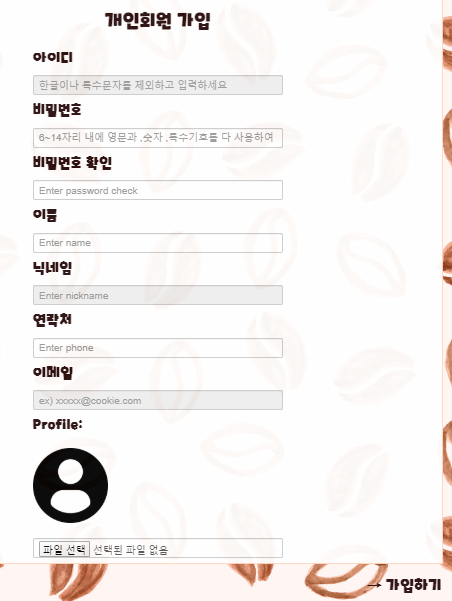 개인회원 가입
아이디
한글이나 특수문자를 제외하고 입력하세요
비밀번호
6~14자리 내에 영문과 ,숫자 ,특수기호를 다 사용하여
비밀번호 확인
Enter password check
이름
Enter name
닉네임
Enter nickname
연락처
Enter phone
이메일
ex) xxxxx@cookie.com
Profile:
파일 선택 선택된 파일 없음
→ 가입하기